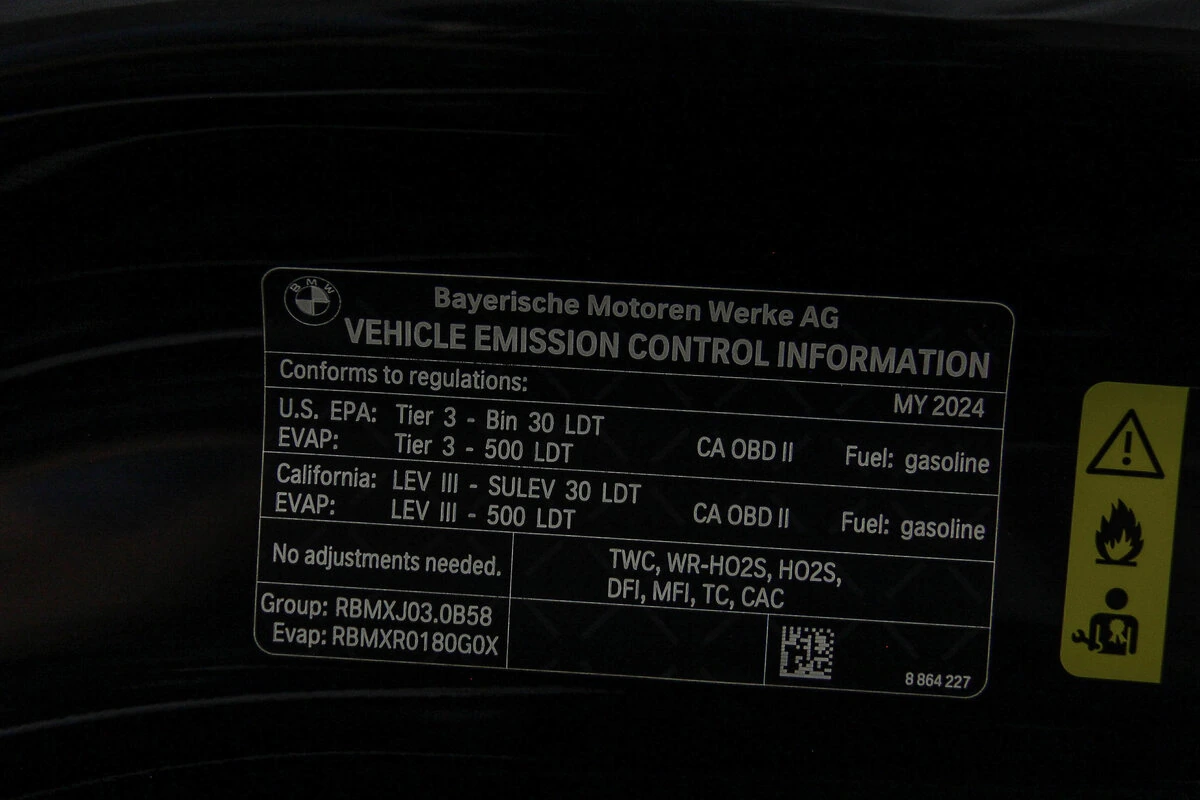 BMW
Bayerische Motoren Werke AG
VEHICLE EMISSION CONTROL INFORMATION
Conforms to regulations:
MY 2024
U.S. EPA: Tier 3 - Bin 30 LDT
EVAP: Tier 3 - 500 LDT
CA OBD II Fuel: gasoline
California: LEV III - SULEV 30 LDT
EVAP: LEV III - 500 LDT
CA OBD II Fuel: gasoline
No adjustments needed.
TWC, WR-HO2S, HO2S,
DFI, MFI, TC, CAC
Group: RBMXJ03.0B58
Evap: RBMXR0180G0X
8 864 227